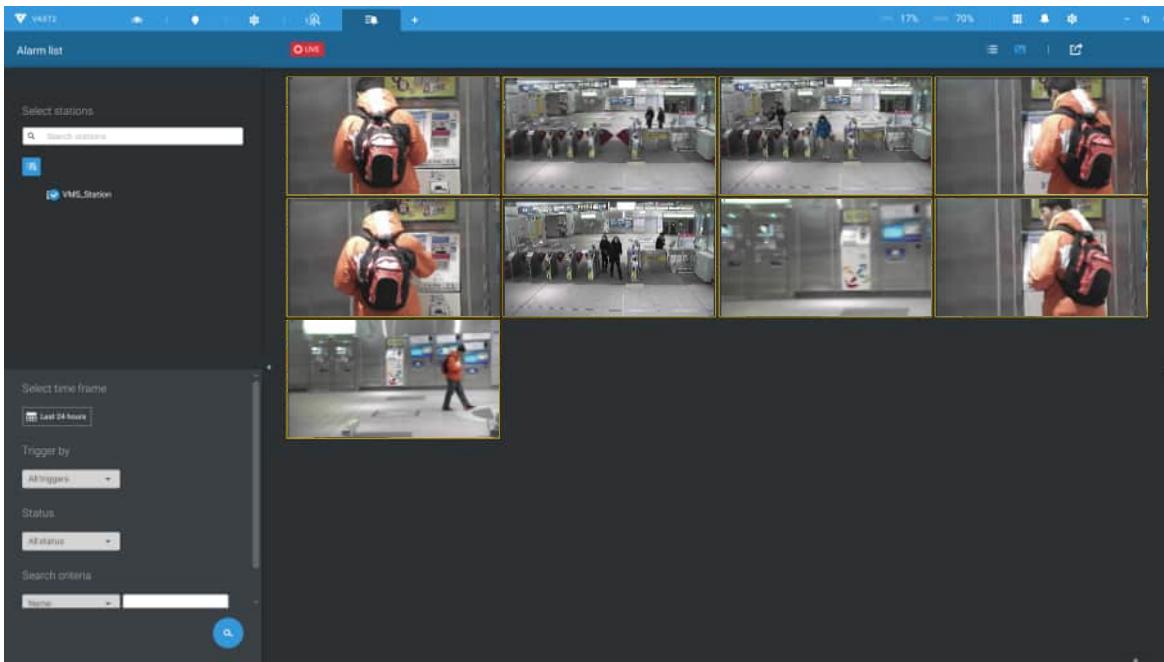 VAST2
17%
70%
Alarm list
LIVE
Select stations
Search stations
VMS_Station
Select time frame
Last 24 hours
Trigger by
All triggers
Status
All status
Search criteria
Name